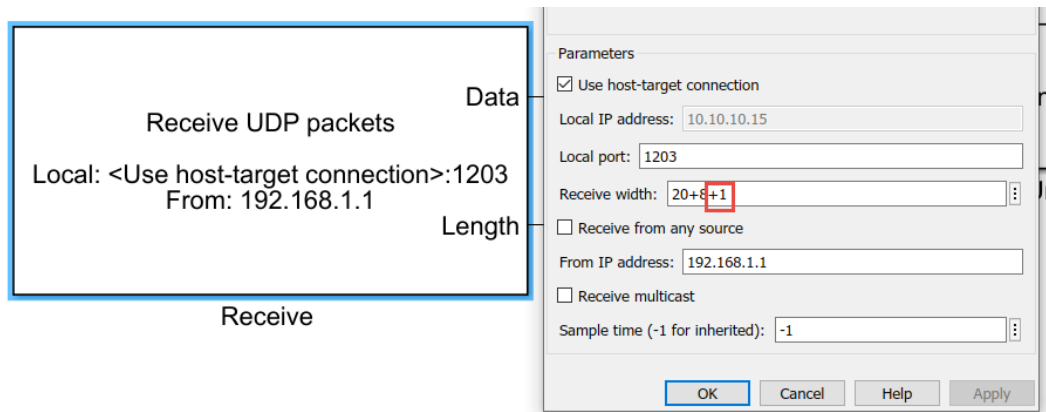 Receive UDP packets
Local: <Use host-target connection>:1203
From: 192.168.1.1
Data
Length
Receive
Parameters
Use host-target connection
Local IP address: 10.10.10.15
Local port: 1203
Receive width: 20+8+1
Receive from any source
From IP address: 192.168.1.1
Receive multicast
Sample time (-1 for inherited): -1
OK Cancel Help Apply